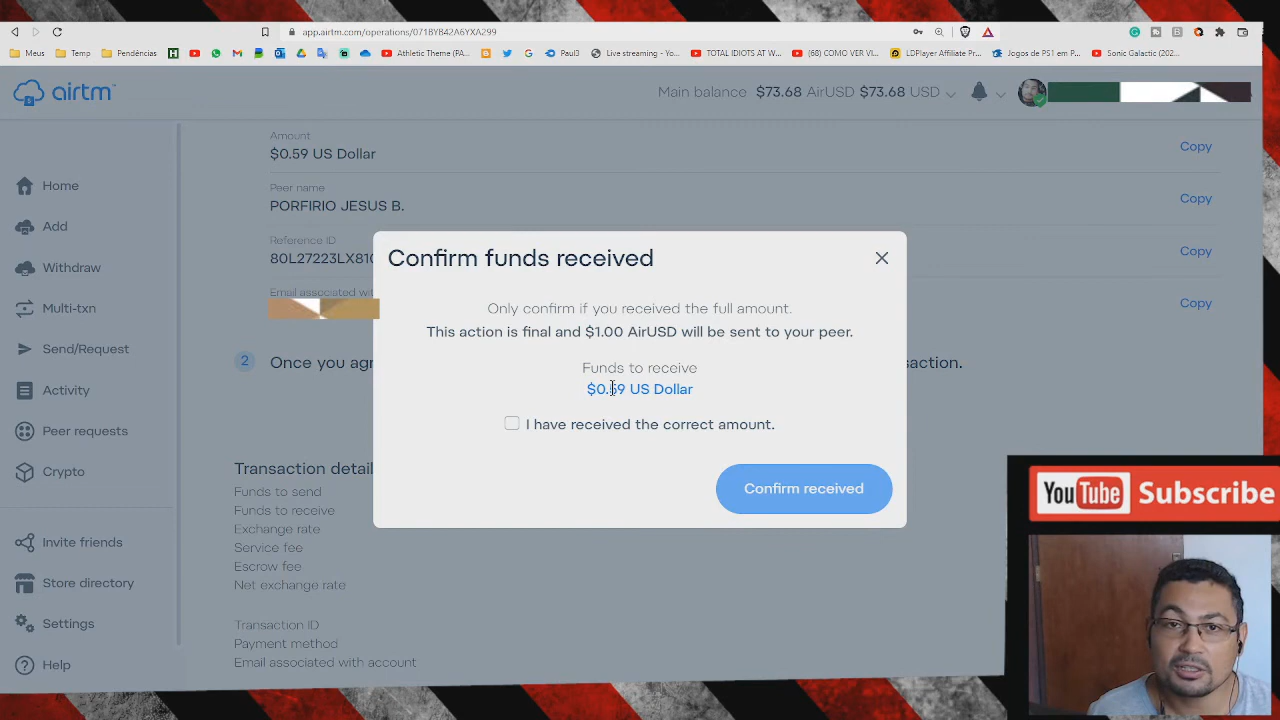 app.airtm.com/operations/071BYB42A6YXA299
Meus
Temp
Pendências
Athletic Theme (PA...
Paul3
Live streaming - Yo...
TOTAL IDIOTS AT W...
(68) COMO VER VI...
LDPlayer Affiliate Pr...
Jogos de PS1 em P...
Sonic Galactic (202...
airtm™
Main balance $73.68 AirUSD $73.68 USD
Home
Add
Withdraw
Multi-txn
Send/Request
Activity
Peer requests
Crypto
Invite friends
Store directory
Settings
Help
Amount
$0.59 US Dollar
Copy
Peer name
PORFIRIO JESUS B.
Copy
Reference ID
80L27223LX810
Copy
Email associated wit
Copy
2 Once you agr
saction.
Confirm funds received
Only confirm if you received the full amount.
This action is final and $1.00 AirUSD will be sent to your peer.
Funds to receive
$0.59 US Dollar
I have received the correct amount.
Confirm received
Transaction detail
Funds to send
Funds to receive
Exchange rate
Service fee
Escrow fee
Net exchange rate
Transaction ID
Payment method
Email associated with account
YouTube Subscribe